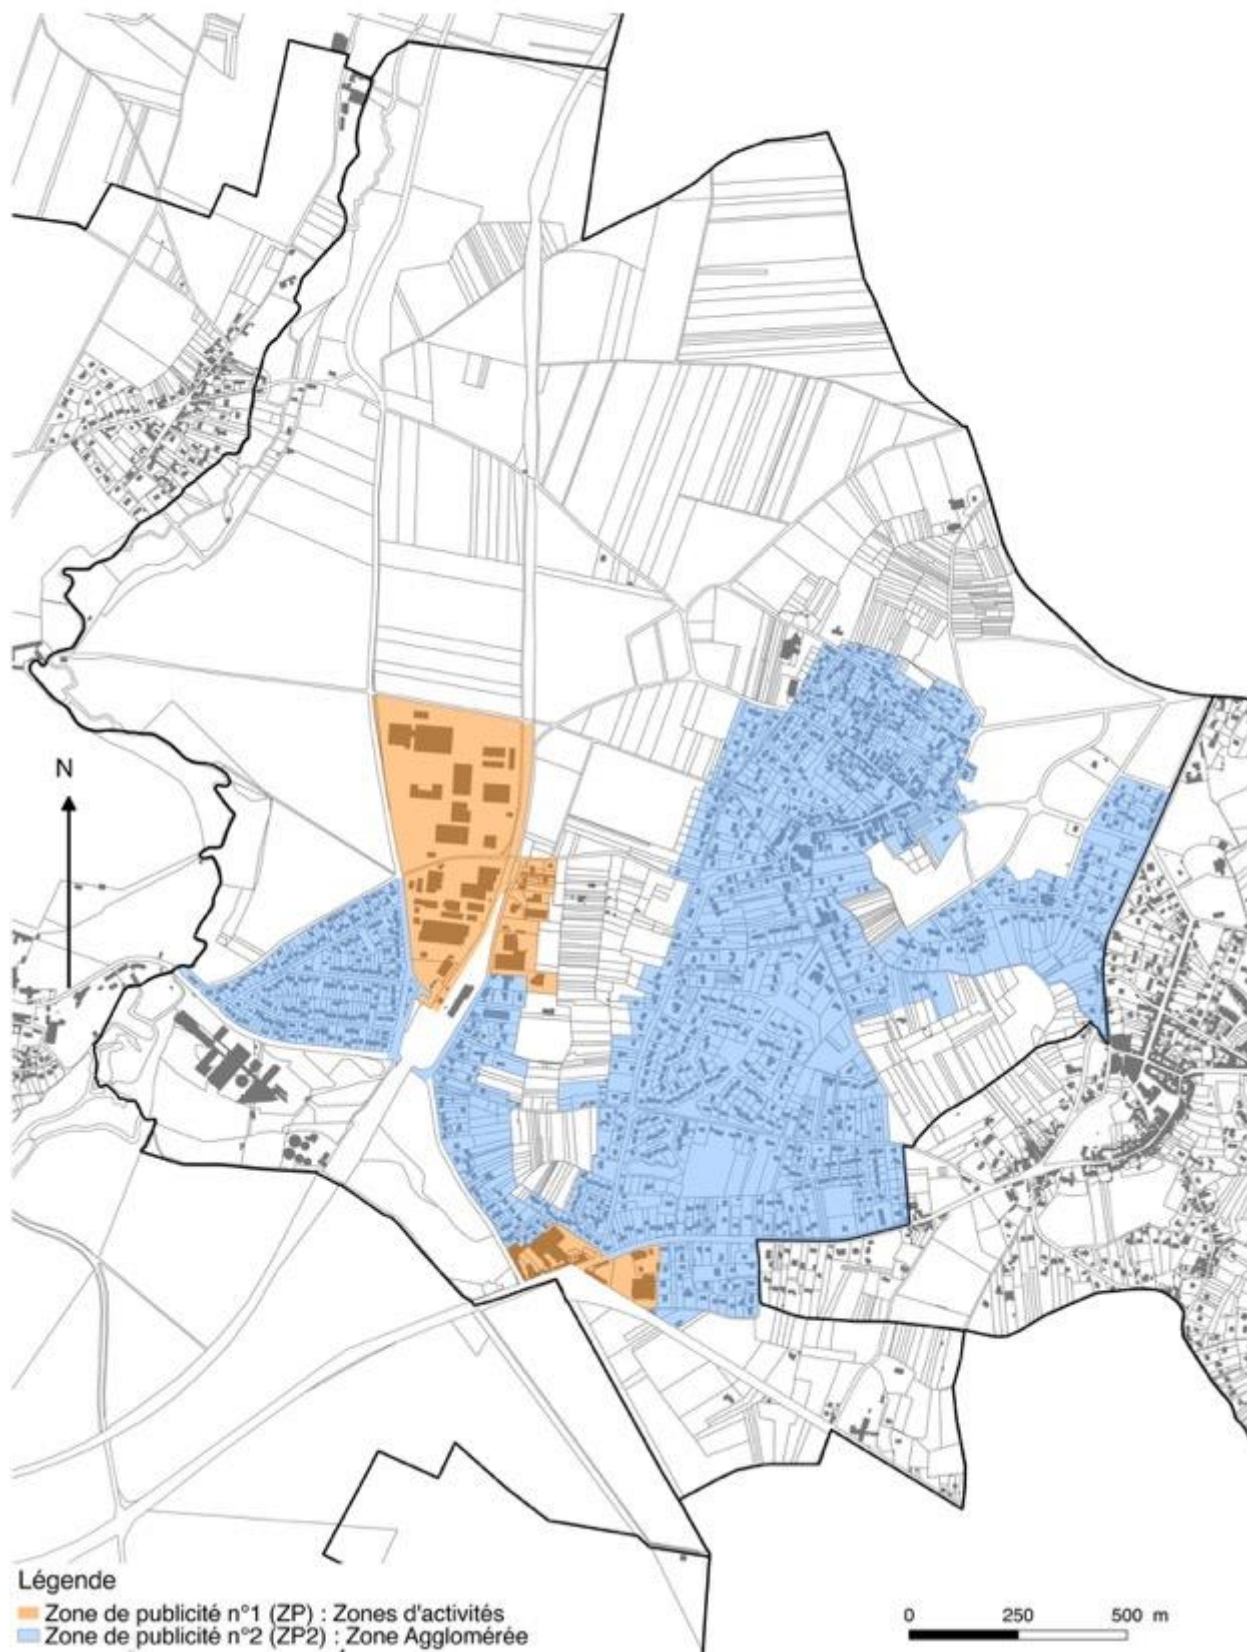 N
Légende
Zone de publicité n°1 (ZP) : Zones d'activités
Zone de publicité n°2 (ZP2) : Zone Agglomérée
0 250 500 m